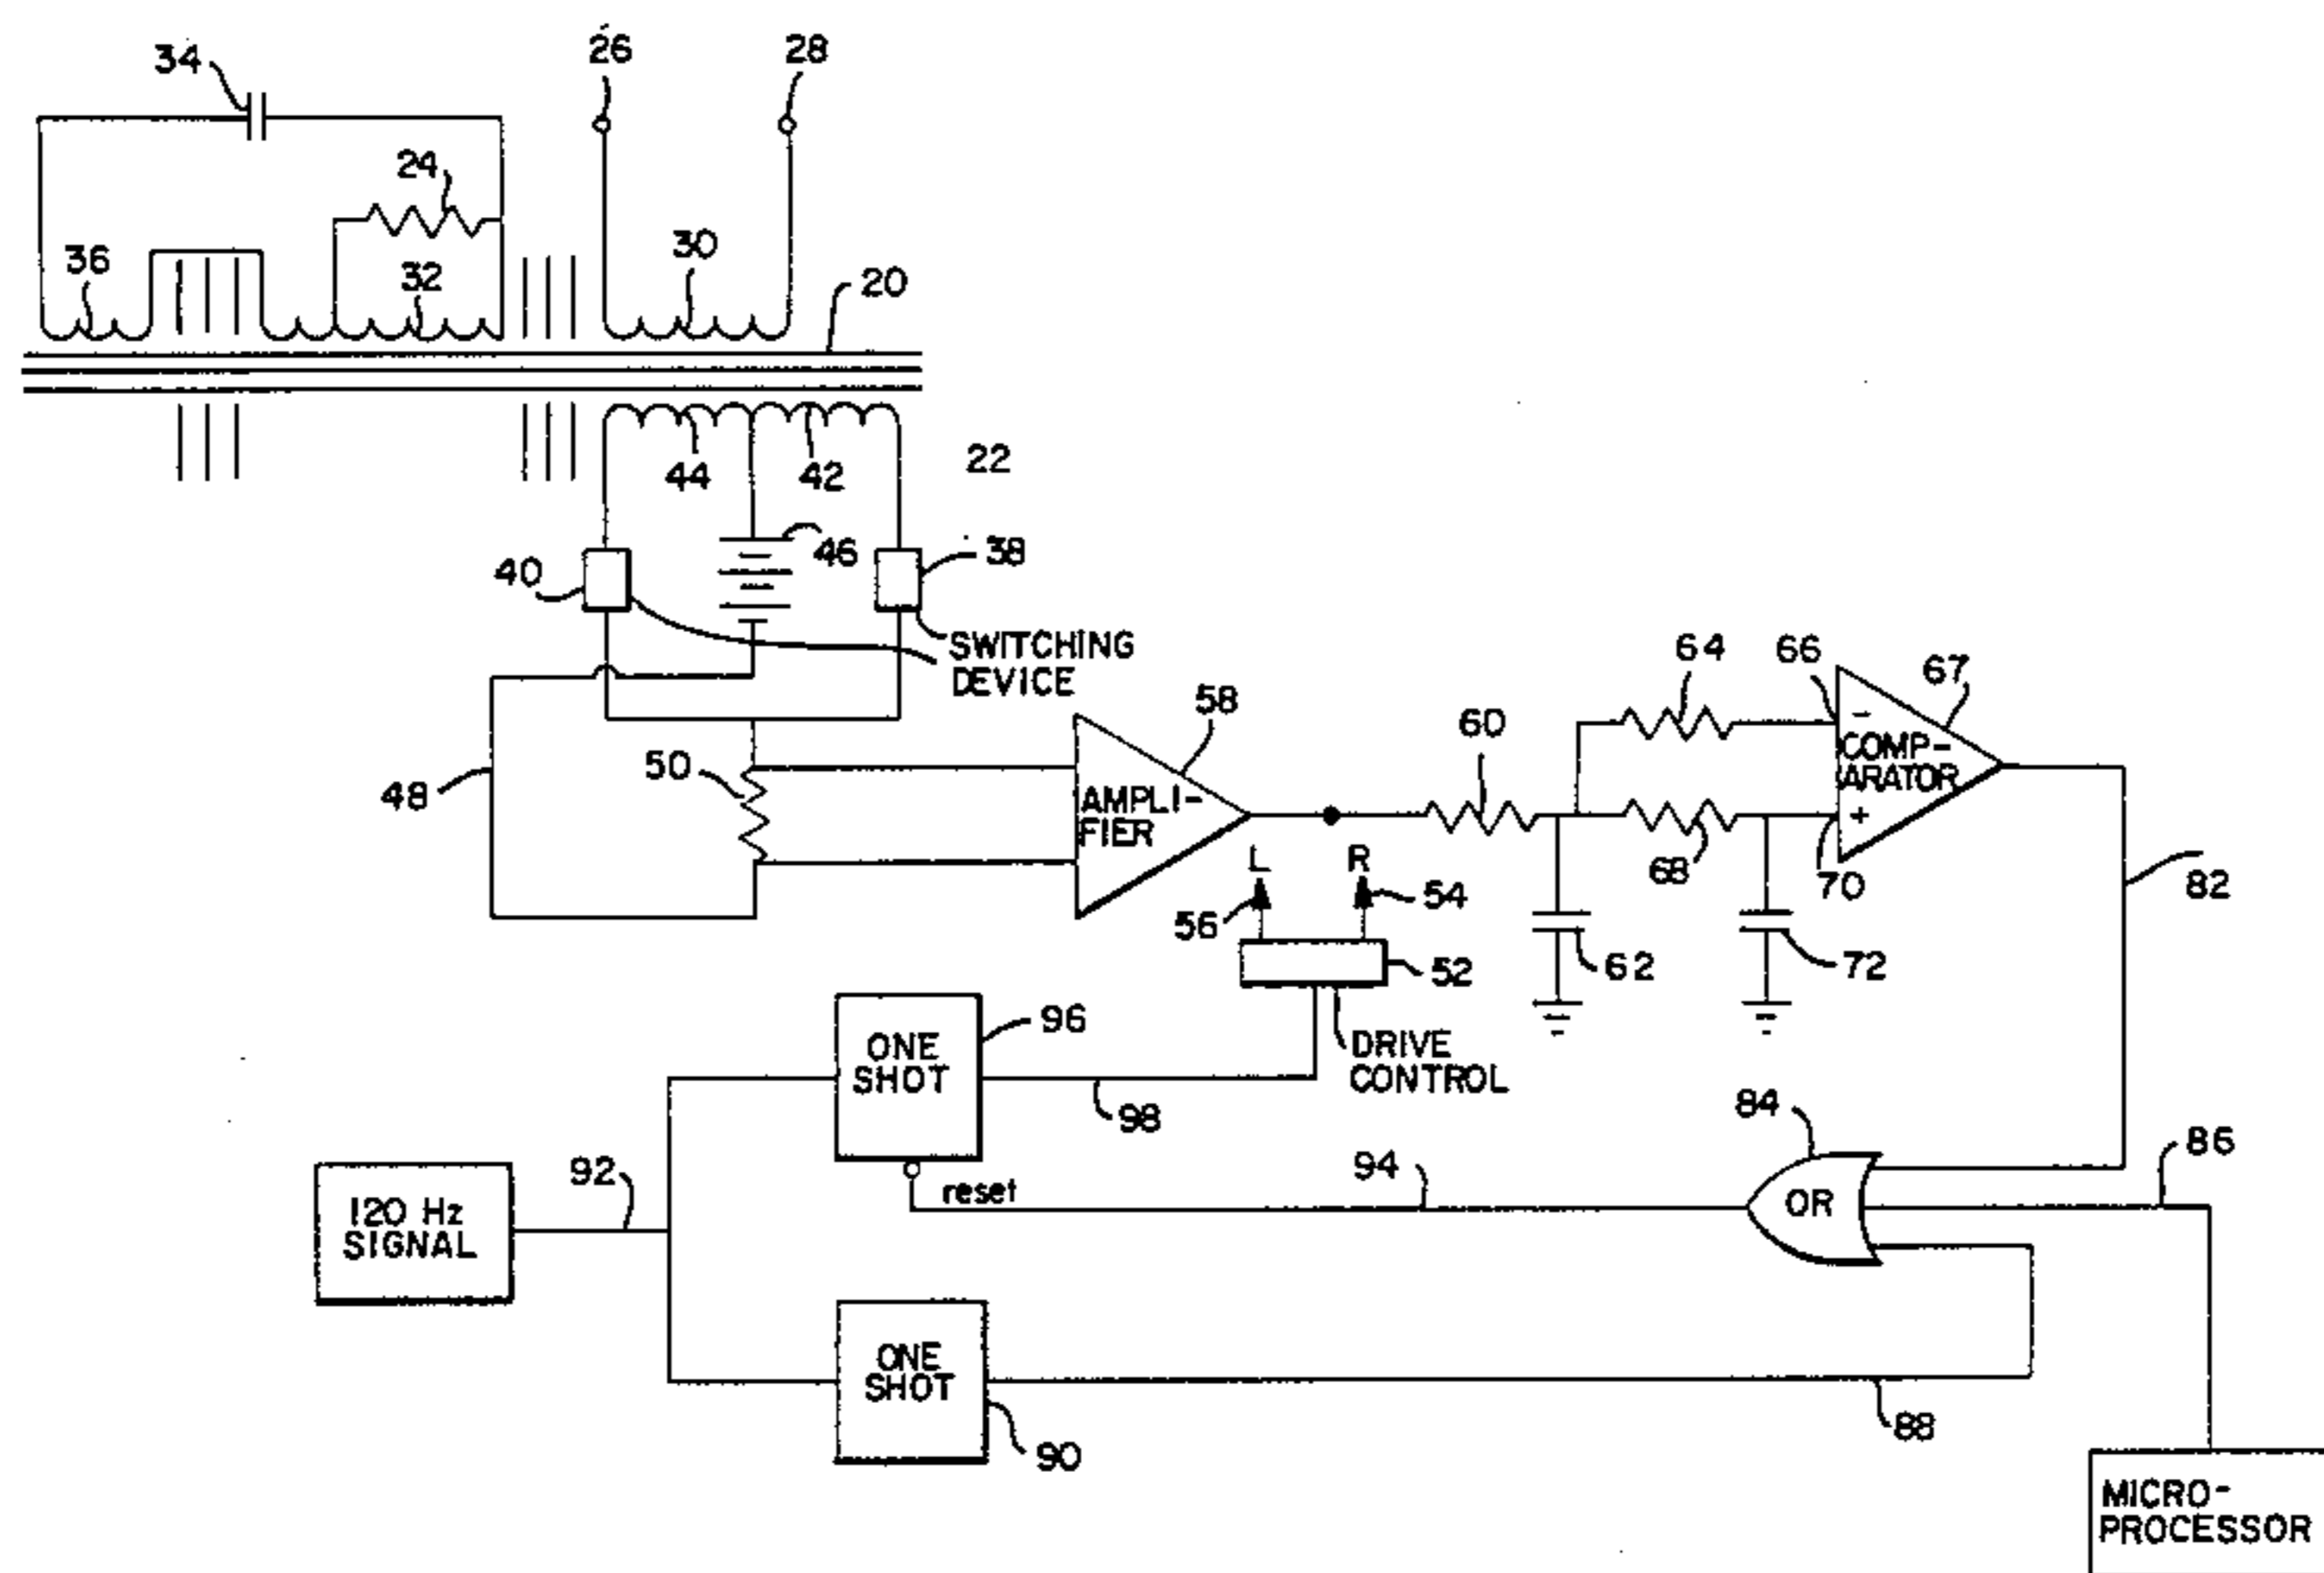 34
26
28
24
36
32
30
20
44
42
22
40
46
38
SWITCHING
DEVICE
48
50
58
AMPLI-
FIER
60
64
66
67
-
COMP-
ARATOR
+
68
70
82
L
R
56
54
52
62
72
DRIVE
CONTROL
ONE
SHOT
96
98
84
86
92
reset
94
OR
120 Hz
SIGNAL
ONE
SHOT
90
88
MICRO-
PROCESSOR